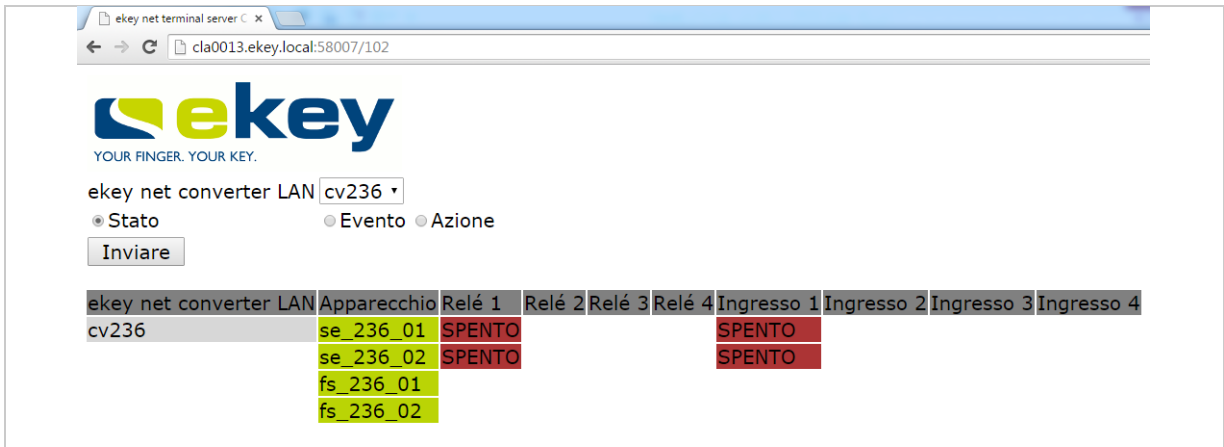 ekey net terminal server C
cla0013.ekey.local:58007/102
ekey
YOUR FINGER. YOUR KEY.
ekey net converter LAN cv236
Stato Evento Azione
Inviare
ekey net converter LAN Apparecchio Relé 1 Relé 2 Relé 3 Relé 4 Ingresso 1 Ingresso 2 Ingresso 3 Ingresso 4
cv236 se_236_01 SPENTO SPENTO
se_236_02 SPENTO SPENTO
fs_236_01
fs_236_02